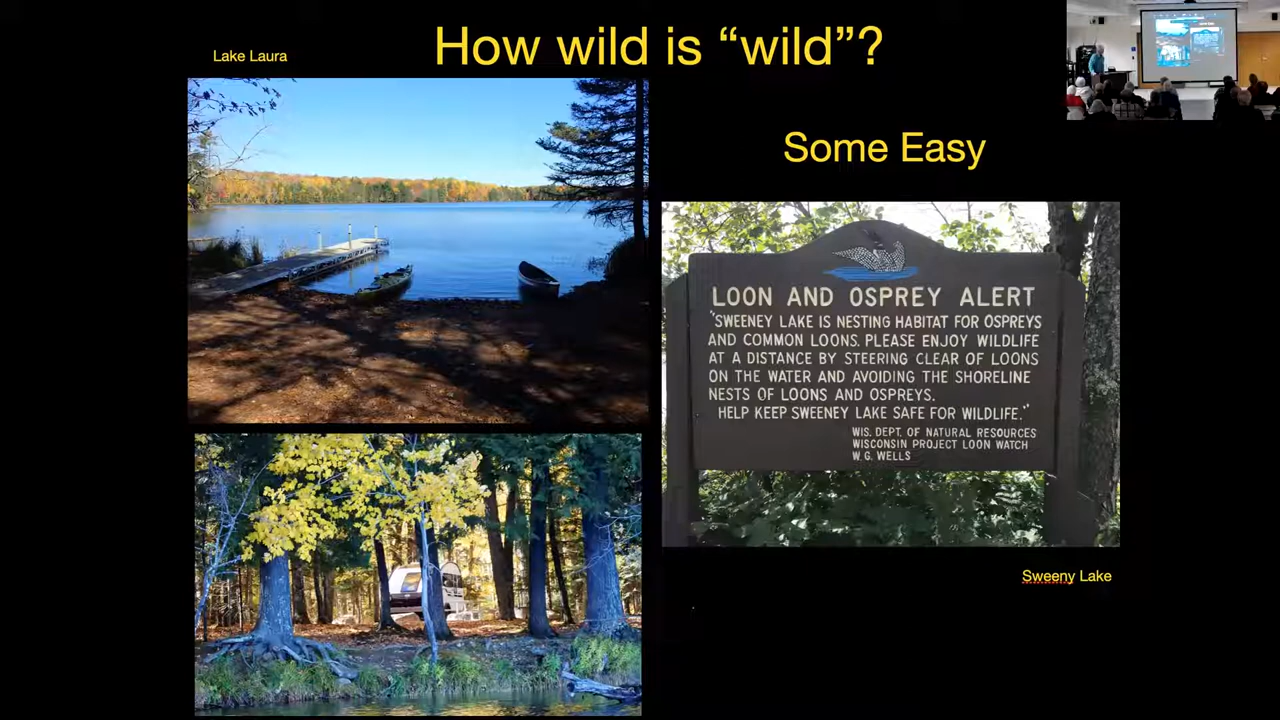 How wild is “wild”?
Lake Laura
Some Easy
LOON AND OSPREY ALERT
"SWEENEY LAKE IS NESTING HABITAT FOR OSPREYS
AND COMMON LOONS. PLEASE ENJOY WILDLIFE
AT A DISTANCE BY STEERING CLEAR OF LOONS
ON THE WATER AND AVOIDING THE SHORELINE
NESTS OF LOONS AND OSPREYS.
HELP KEEP SWEENEY LAKE SAFE FOR WILDLIFE."
WIS. DEPT. OF NATURAL RESOURCES
WISCONSIN PROJECT LOON WATCH
W. G. WELLS
Sweeny Lake